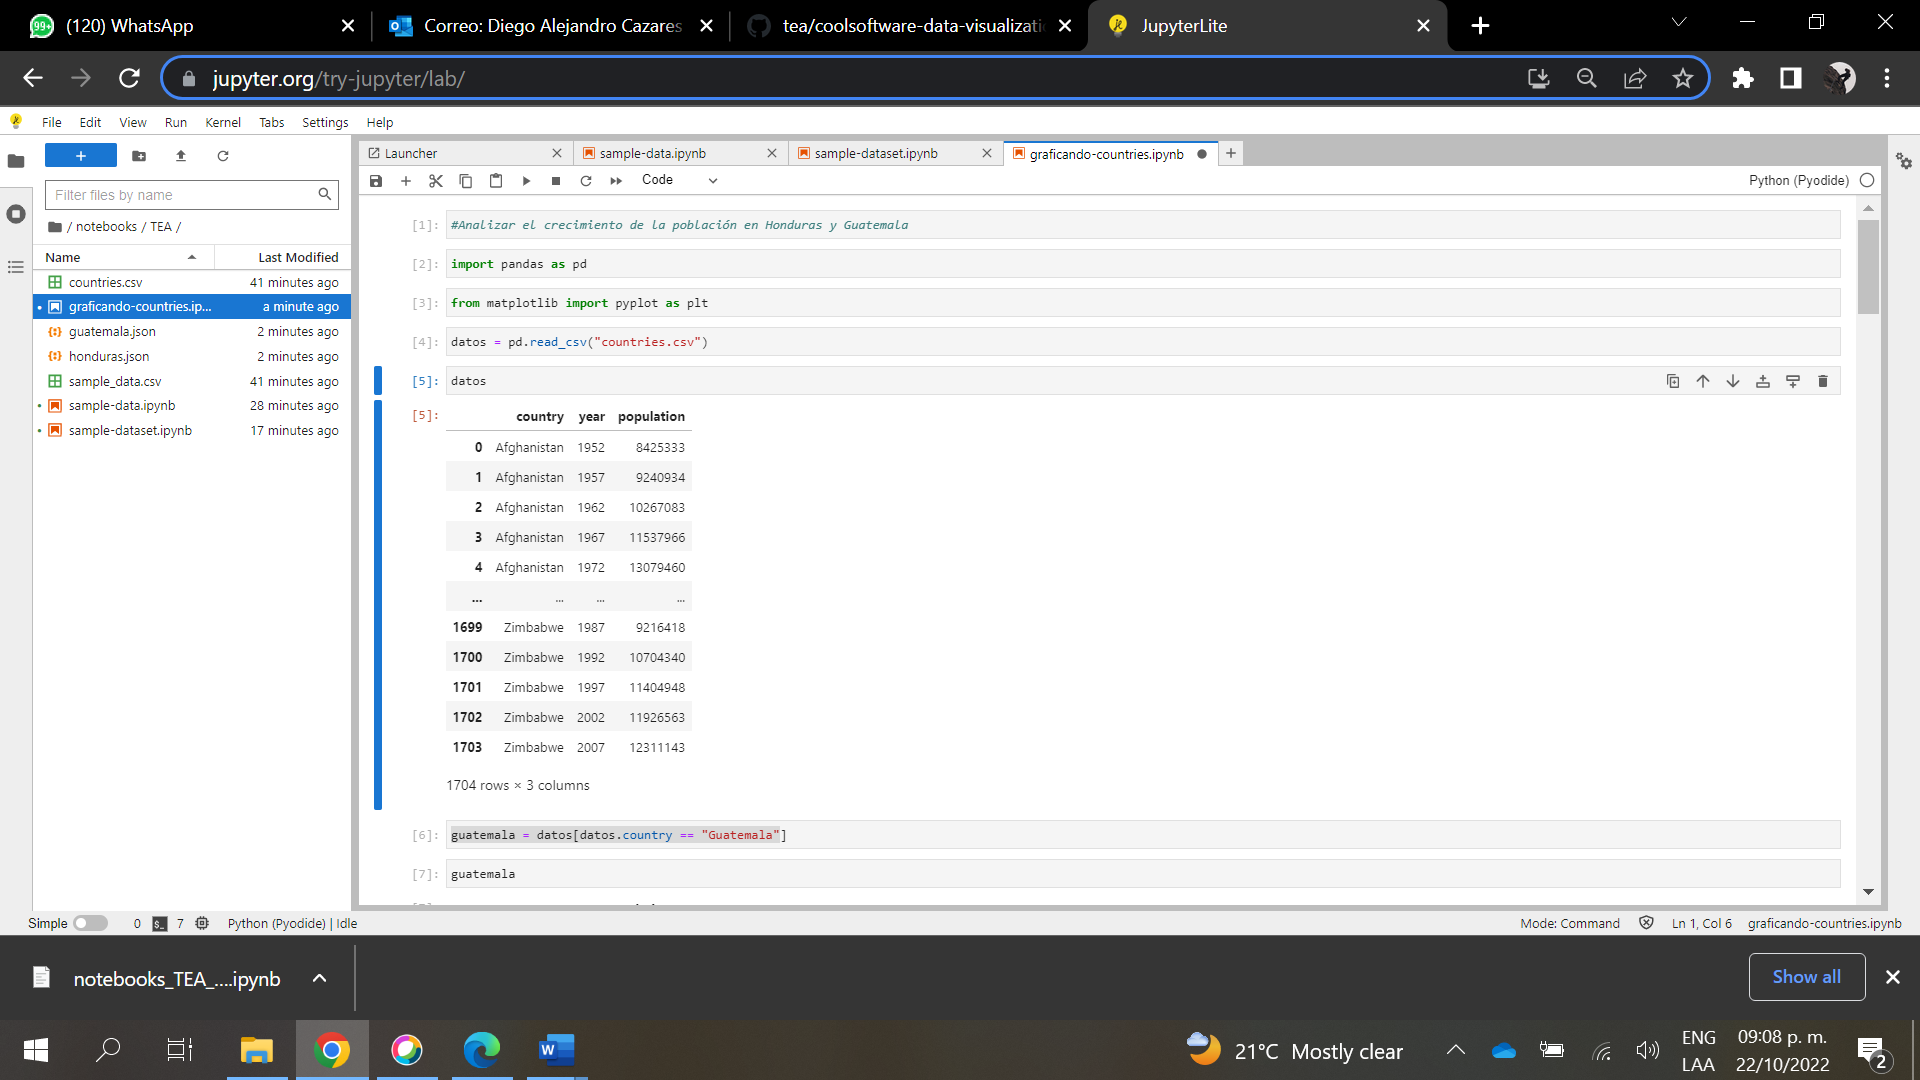 (120) WhatsApp
Correo: Diego Alejandro Cazares
tea/coolsoftware-data-visualizati
JupyterLite
jupyter.org/try-jupyter/lab/
File Edit View Run Kernel Tabs Settings Help
Filter files by name
/ notebooks / TEA /
Name Last Modified
countries.csv 41 minutes ago
graficando-countries.ip... a minute ago
guatemala.json 2 minutes ago
honduras.json 2 minutes ago
sample_data.csv 41 minutes ago
sample-data.ipynb 28 minutes ago
sample-dataset.ipynb 17 minutes ago
Launcher
sample-data.ipynb
sample-dataset.ipynb
graficando-countries.ipynb
Code
Python (Pyodide)
[1]: #Analizar el crecimiento de la población en Honduras y Guatemala
[2]: import pandas as pd
[3]: from matplotlib import pyplot as plt
[4]: datos = pd.read_csv("countries.csv")
[5]: datos
[5]: country year population
0 Afghanistan 1952 8425333
1 Afghanistan 1957 9240934
2 Afghanistan 1962 10267083
3 Afghanistan 1967 11537966
4 Afghanistan 1972 13079460
... ... ... ...
1699 Zimbabwe 1987 9216418
1700 Zimbabwe 1992 10704340
1701 Zimbabwe 1997 11404948
1702 Zimbabwe 2002 11926563
1703 Zimbabwe 2007 12311143
1704 rows × 3 columns
[6]: guatemala = datos[datos.country == "Guatemala"]
[7]: guatemala
Simple 0 7 Python (Pyodide) | Idle
Mode: Command Ln 1, Col 6 graficando-countries.ipynb
notebooks_TEA_....ipynb
Show all
21°C Mostly clear
ENG
LAA
09:08 p. m.
22/10/2022
2